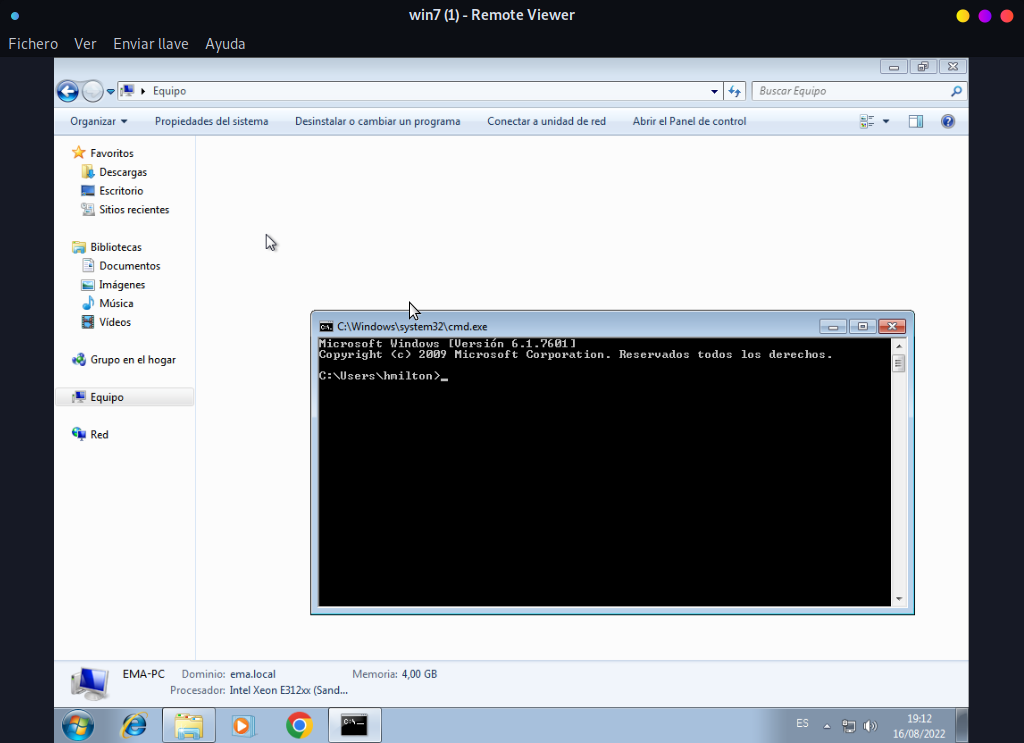 win7 (1) - Remote Viewer
Fichero Ver Enviar llave Ayuda
Equipo
Buscar Equipo
Organizar Propiedades del sistema Desinstalar o cambiar un programa Conectar a unidad de red Abrir el Panel de control
Favoritos
Descargas
Escritorio
Sitios recientes
Bibliotecas
Documentos
Imágenes
Música
Vídeos
Grupo en el hogar
Equipo
Red
C:\Windows\system32\cmd.exe
Microsoft Windows [Versión 6.1.7601]
Copyright (c) 2009 Microsoft Corporation. Reservados todos los derechos.
C:\Users\hmilton>_
EMA-PC Dominio: ema.local Memoria: 4,00 GB
Procesador: Intel Xeon E312xx (Sand...
ES
19:12
16/08/2022